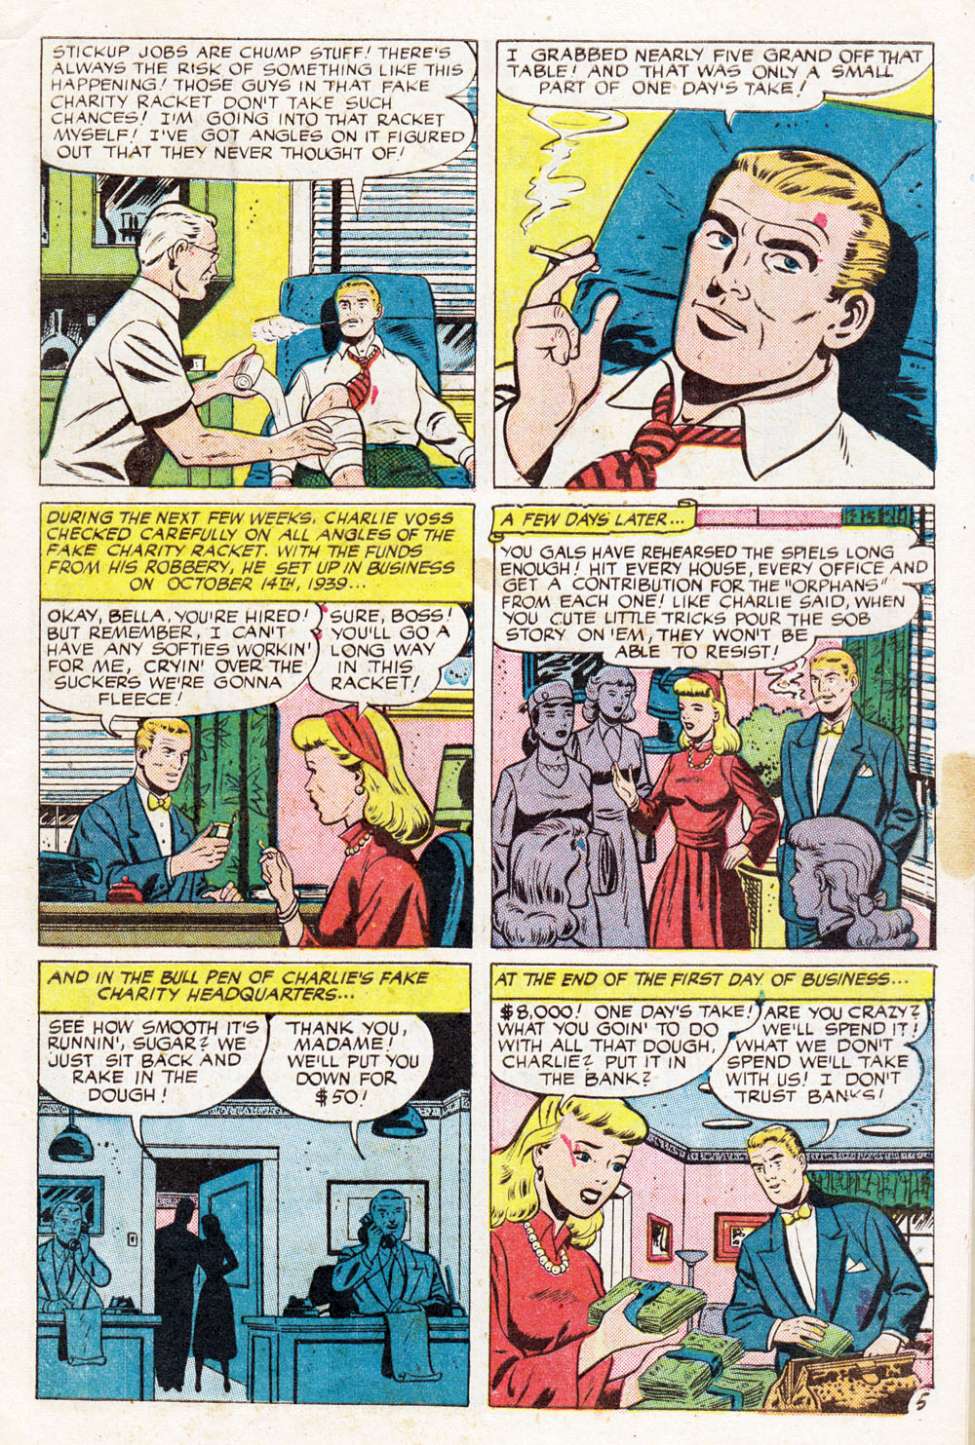 STICKUP JOBS ARE CHUMP STUFF! THERE'S
ALWAYS THE RISK OF SOMETHING LIKE THIS
HAPPENING! THOSE GUYS IN THAT FAKE
CHARITY RACKET DON'T TAKE SUCH
CHANCES! I'M GOING INTO THAT RACKET
MYSELF! I'VE GOT ANGLES ON IT FIGURED
OUT THAT THEY NEVER THOUGHT OF!
I GRABBED NEARLY FIVE GRAND OFF THAT
TABLE! AND THAT WAS ONLY A SMALL
PART OF ONE DAY'S TAKE!
DURING THE NEXT FEW WEEKS, CHARLIE VOSS
CHECKED CAREFULLY ON ALL ANGLES OF THE
FAKE CHARITY RACKET. WITH THE FUNDS
FROM HIS ROBBERY, HE SET UP IN BUSINESS
ON OCTOBER 14TH, 1939...
OKAY, BELLA, YOU'RE HIRED!
BUT REMEMBER, I CAN'T
HAVE ANY SOFTIES WORKIN'
FOR ME, CRYIN' OVER THE
SUCKERS WE'RE GONNA
FLEECE!
SURE, BOSS!
YOU'LL GO A
LONG WAY
IN THIS
RACKET!
A FEW DAYS LATER...
YOU GALS HAVE REHEARSED THE SPIELS LONG
ENOUGH! HIT EVERY HOUSE, EVERY OFFICE AND
GET A CONTRIBUTION FOR THE "ORPHANS"
FROM EACH ONE! LIKE CHARLIE SAID, WHEN
YOU CUTE LITTLE TRICKS POUR THE SOB
STORY ON 'EM, THEY WON'T BE
ABLE TO RESIST!
AND IN THE BULL PEN OF CHARLIE'S FAKE
CHARITY HEADQUARTERS...
SEE HOW SMOOTH IT'S
RUNNIN', SUGAR? WE
JUST SIT BACK AND
RAKE IN THE
DOUGH!
THANK YOU,
MADAME!
WE'LL PUT YOU
DOWN FOR
$50!
AT THE END OF THE FIRST DAY OF BUSINESS...
$8,000! ONE DAY'S TAKE!
WHAT YOU GOIN' TO DO
WITH ALL THAT DOUGH,
CHARLIE? PUT IT IN
THE BANK?
ARE YOU CRAZY?
WE'LL SPEND IT!
WHAT WE DON'T
SPEND WE'LL TAKE
WITH US! I DON'T
TRUST BANKS!
5